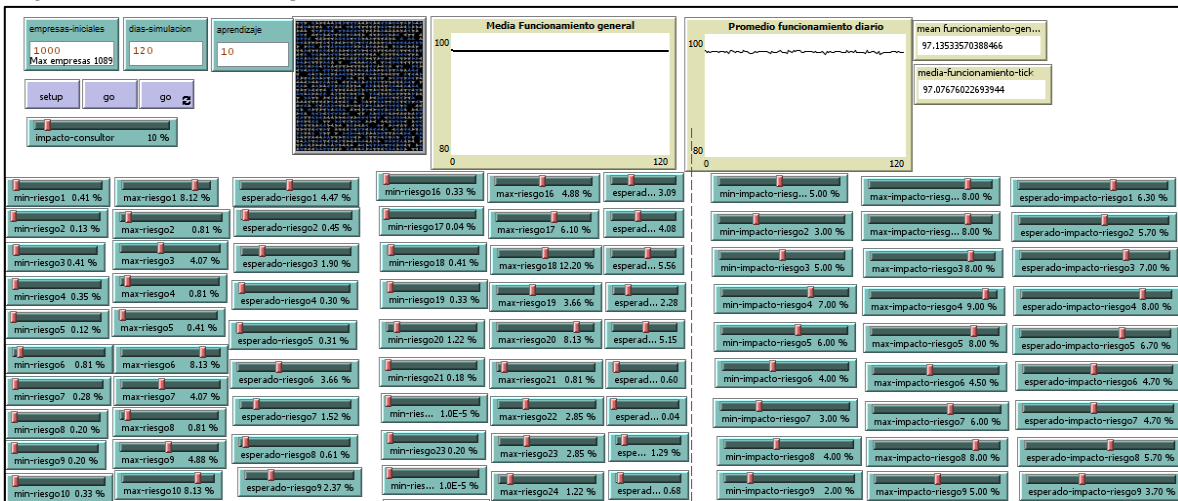 empresas-iniciales
1000
Max empresas 1089
dias-simulacion
120
aprendizaje
10
setup
go
go
impacto-consultor 10 %
Media Funcionamiento general
100
80
0
120
Promedio funcionamiento diario
100
80
0
120
mean funcionamiento-gen...
97.13533570388466
media-funcionamiento-tick
97.07676022693944
min-riesgo1 0.41 %
max-riesgo1 8.12 %
esperado-riesgo1 4.47 %
min-riesgo2 0.13 %
max-riesgo2 0.81 %
esperado-riesgo2 0.45 %
min-riesgo3 0.41 %
max-riesgo3 4.07 %
esperado-riesgo3 1.90 %
min-riesgo4 0.35 %
max-riesgo4 0.81 %
esperado-riesgo4 0.30 %
min-riesgo5 0.12 %
max-riesgo5 0.41 %
esperado-riesgo5 0.31 %
min-riesgo6 0.81 %
max-riesgo6 8.13 %
esperado-riesgo6 3.66 %
min-riesgo7 0.28 %
max-riesgo7 4.07 %
esperado-riesgo7 1.52 %
min-riesgo8 0.20 %
max-riesgo8 0.81 %
esperado-riesgo8 0.61 %
min-riesgo9 0.20 %
max-riesgo9 4.88 %
esperado-riesgo9 2.37 %
min-riesgo10 0.33 %
max-riesgo10 8.13 %
min-riesgo16 0.33 %
max-riesgo16 4.88 %
esperad... 3.09
min-riesgo17 0.04 %
max-riesgo17 6.10 %
esperad... 4.08
min-riesgo18 0.41 %
max-riesgo18 12.20 %
esperad... 5.56
min-riesgo19 0.33 %
max-riesgo19 3.66 %
esperad... 2.28
min-riesgo20 1.22 %
max-riesgo20 8.13 %
esperad... 5.15
min-riesgo21 0.18 %
max-riesgo21 0.81 %
esperad... 0.60
min-ries... 1.0E-5 %
max-riesgo22 2.85 %
esperad... 0.04
min-riesgo23 0.20 %
max-riesgo23 2.85 %
espe... 1.29 %
min-ries... 1.0E-5 %
max-riesgo24 1.22 %
esperad... 0.68
min-impacto-riesg... 5.00 %
max-impacto-riesg... 8.00 %
esperado-impacto-riesgo1 6.30 %
min-impacto-riesgo2 3.00 %
max-impacto-riesg... 8.00 %
esperado-impacto-riesgo2 5.70 %
min-impacto-riesgo3 5.00 %
max-impacto-riesgo3 8.00 %
esperado-impacto-riesgo3 7.00 %
min-impacto-riesgo4 7.00 %
max-impacto-riesgo4 9.00 %
esperado-impacto-riesgo4 8.00 %
min-impacto-riesgo5 6.00 %
max-impacto-riesgo5 8.00 %
esperado-impacto-riesgo5 6.70 %
min-impacto-riesgo6 4.00 %
max-impacto-riesgo6 4.50 %
esperado-impacto-riesgo6 4.70 %
min-impacto-riesgo7 3.00 %
max-impacto-riesgo7 6.00 %
esperado-impacto-riesgo7 4.70 %
min-impacto-riesgo8 4.00 %
max-impacto-riesgo8 8.00 %
esperado-impacto-riesgo8 5.70 %
min-impacto-riesgo9 2.00 %
max-impacto-riesgo9 5.00 %
esperado-impacto-riesgo9 3.70 %